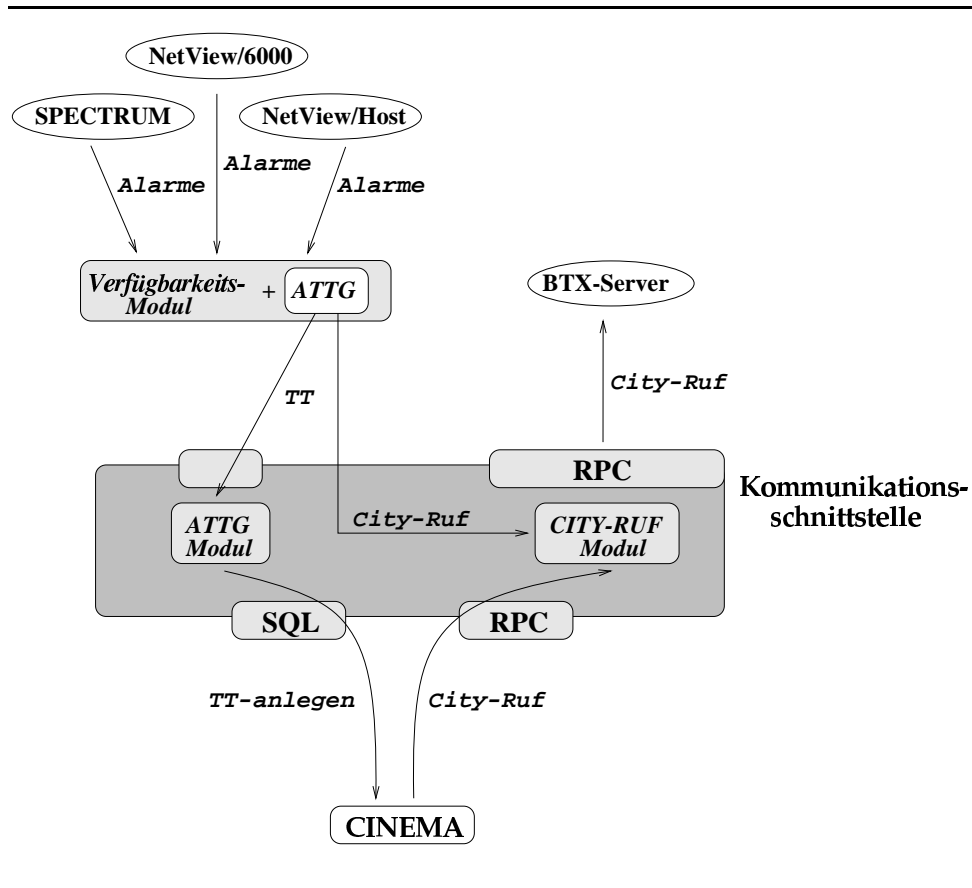 NetView/6000
SPECTRUM
NetView/Host
Alarme
Alarme
Alarme
Verfügbarkeits-
Modul
+
ATTG
BTX-Server
City-Ruf
TT
RPC
Kommunikations-
schnittstelle
City-Ruf
ATTG
Modul
CITY-RUF
Modul
SQL
RPC
TT-anlegen
City-Ruf
CINEMA